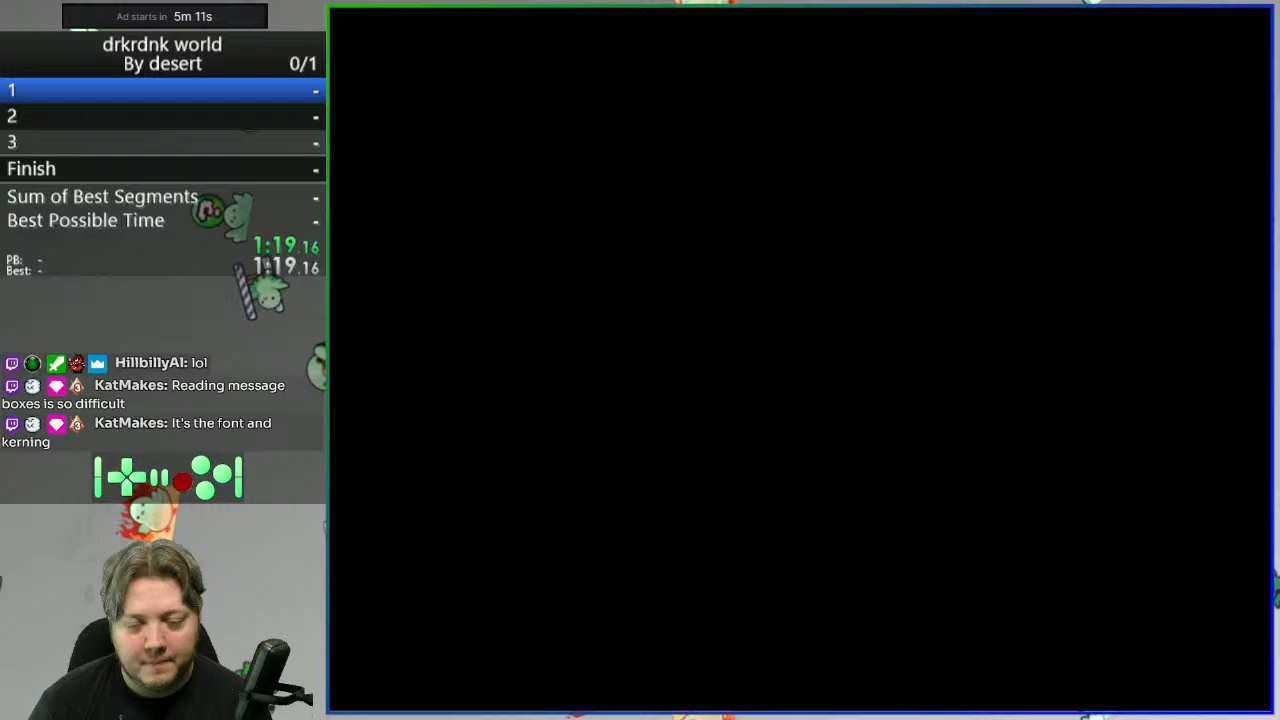 Ad starts in 5m 11s
drkrdnk world
By desert 0/1
1 -
2 -
3 -
Finish -
Sum of Best Segments -
Best Possible Time -
1:19.16
PB: - 1:19.16
Best: -
HillbillyAl: lol
KatMakes: Reading message
boxes is so difficult
KatMakes: It's the font and
kerning